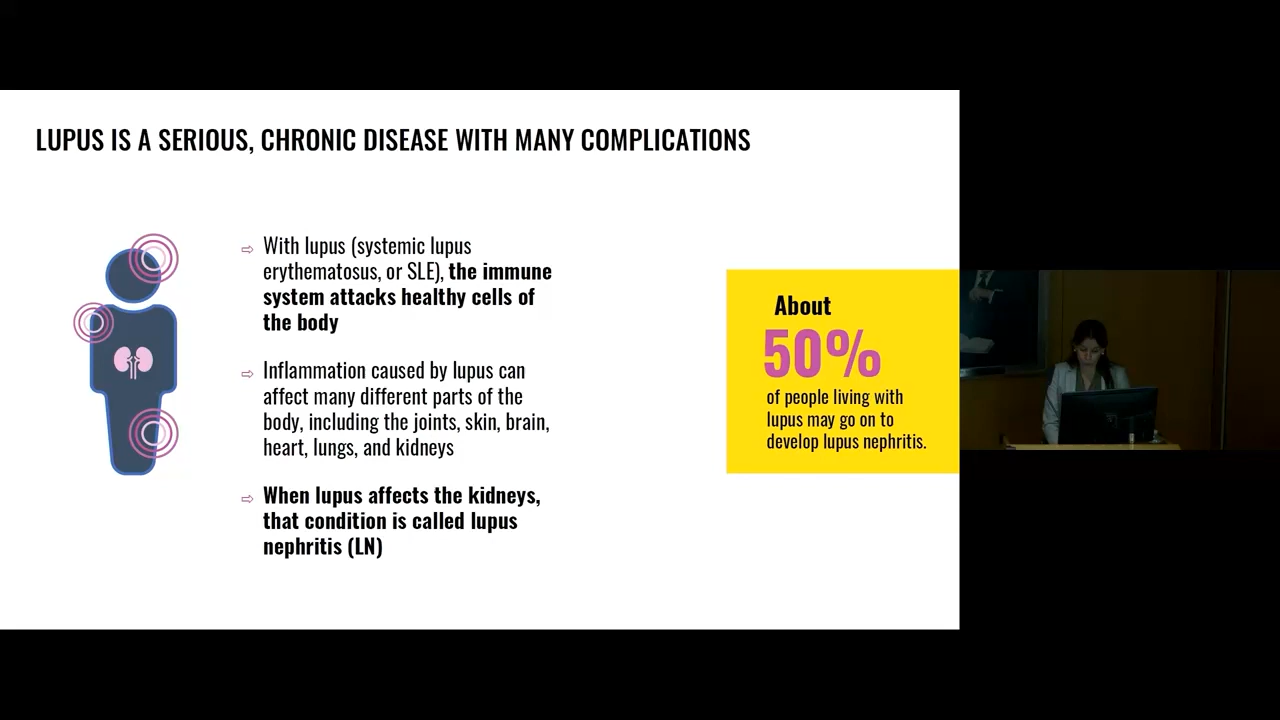 LUPUS IS A SERIOUS, CHRONIC DISEASE WITH MANY COMPLICATIONS
⇨ With lupus (systemic lupus
erythematosus, or SLE), the immune
system attacks healthy cells of
the body
⇨ Inflammation caused by lupus can
affect many different parts of the
body, including the joints, skin, brain,
heart, lungs, and kidneys
⇨ When lupus affects the kidneys,
that condition is called lupus
nephritis (LN)
About
50%
of people living with
lupus may go on to
develop lupus nephritis.